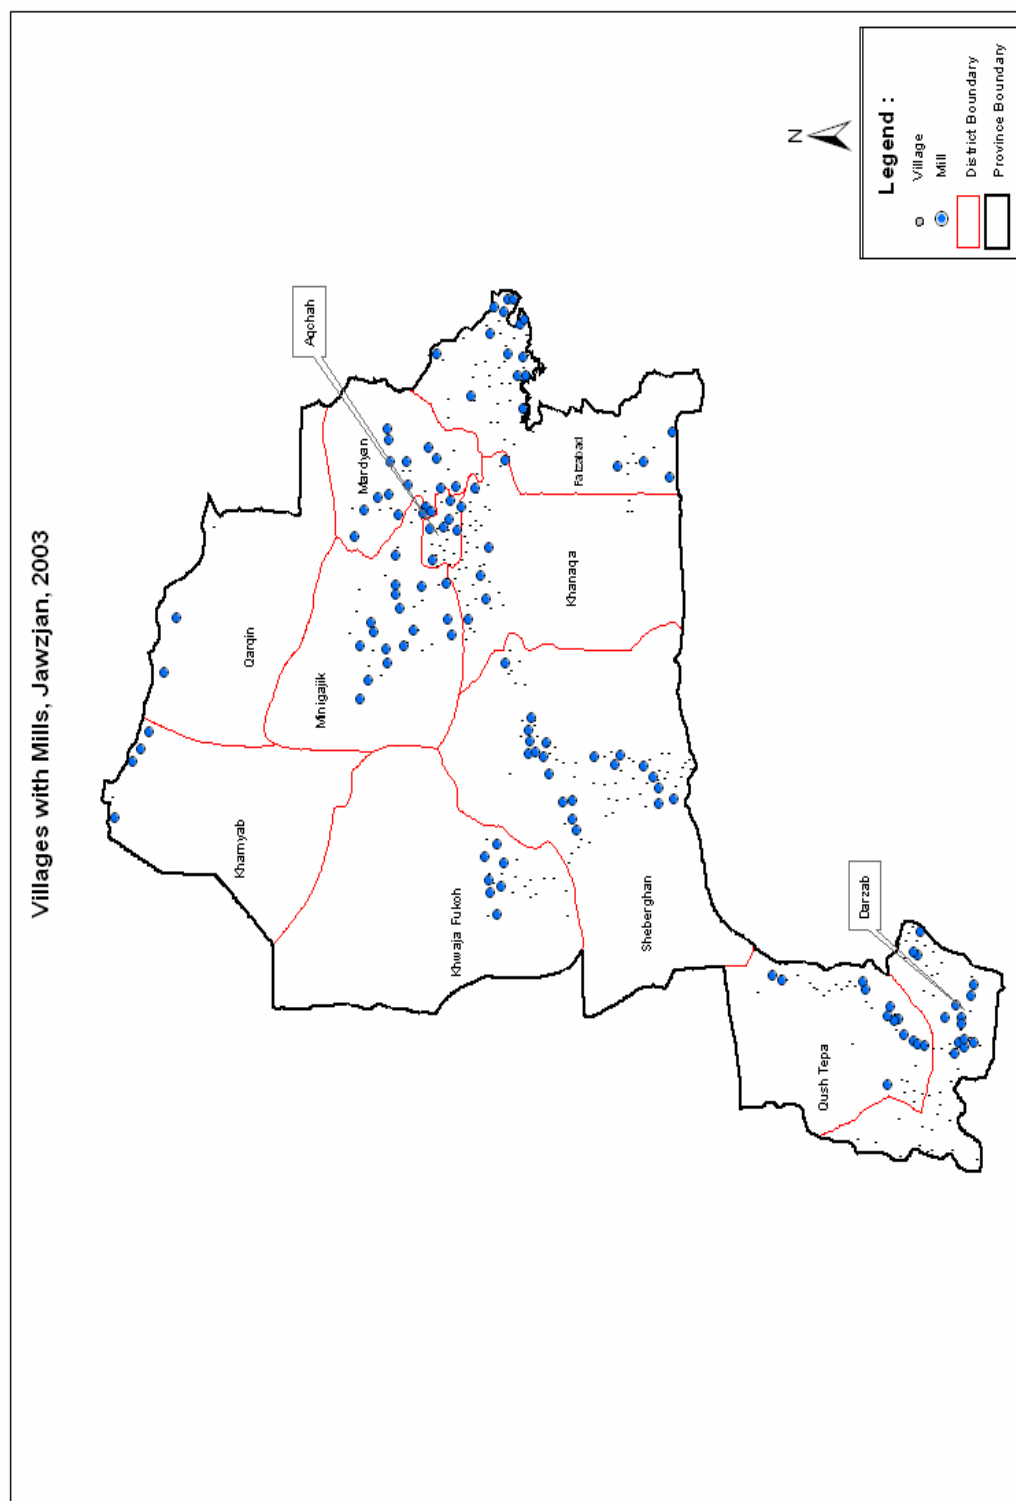 Villages with Mills, Jawzjan, 2003
N
Legend :
Village
Mill
District Boundary
Province Boundary
Aqchah
Mardyan
Qarqin
Minigajik
Khamyab
Khwaja Fukoh
Faizabad
Khanaqa
Sheberghan
Darzab
Qush Tepa